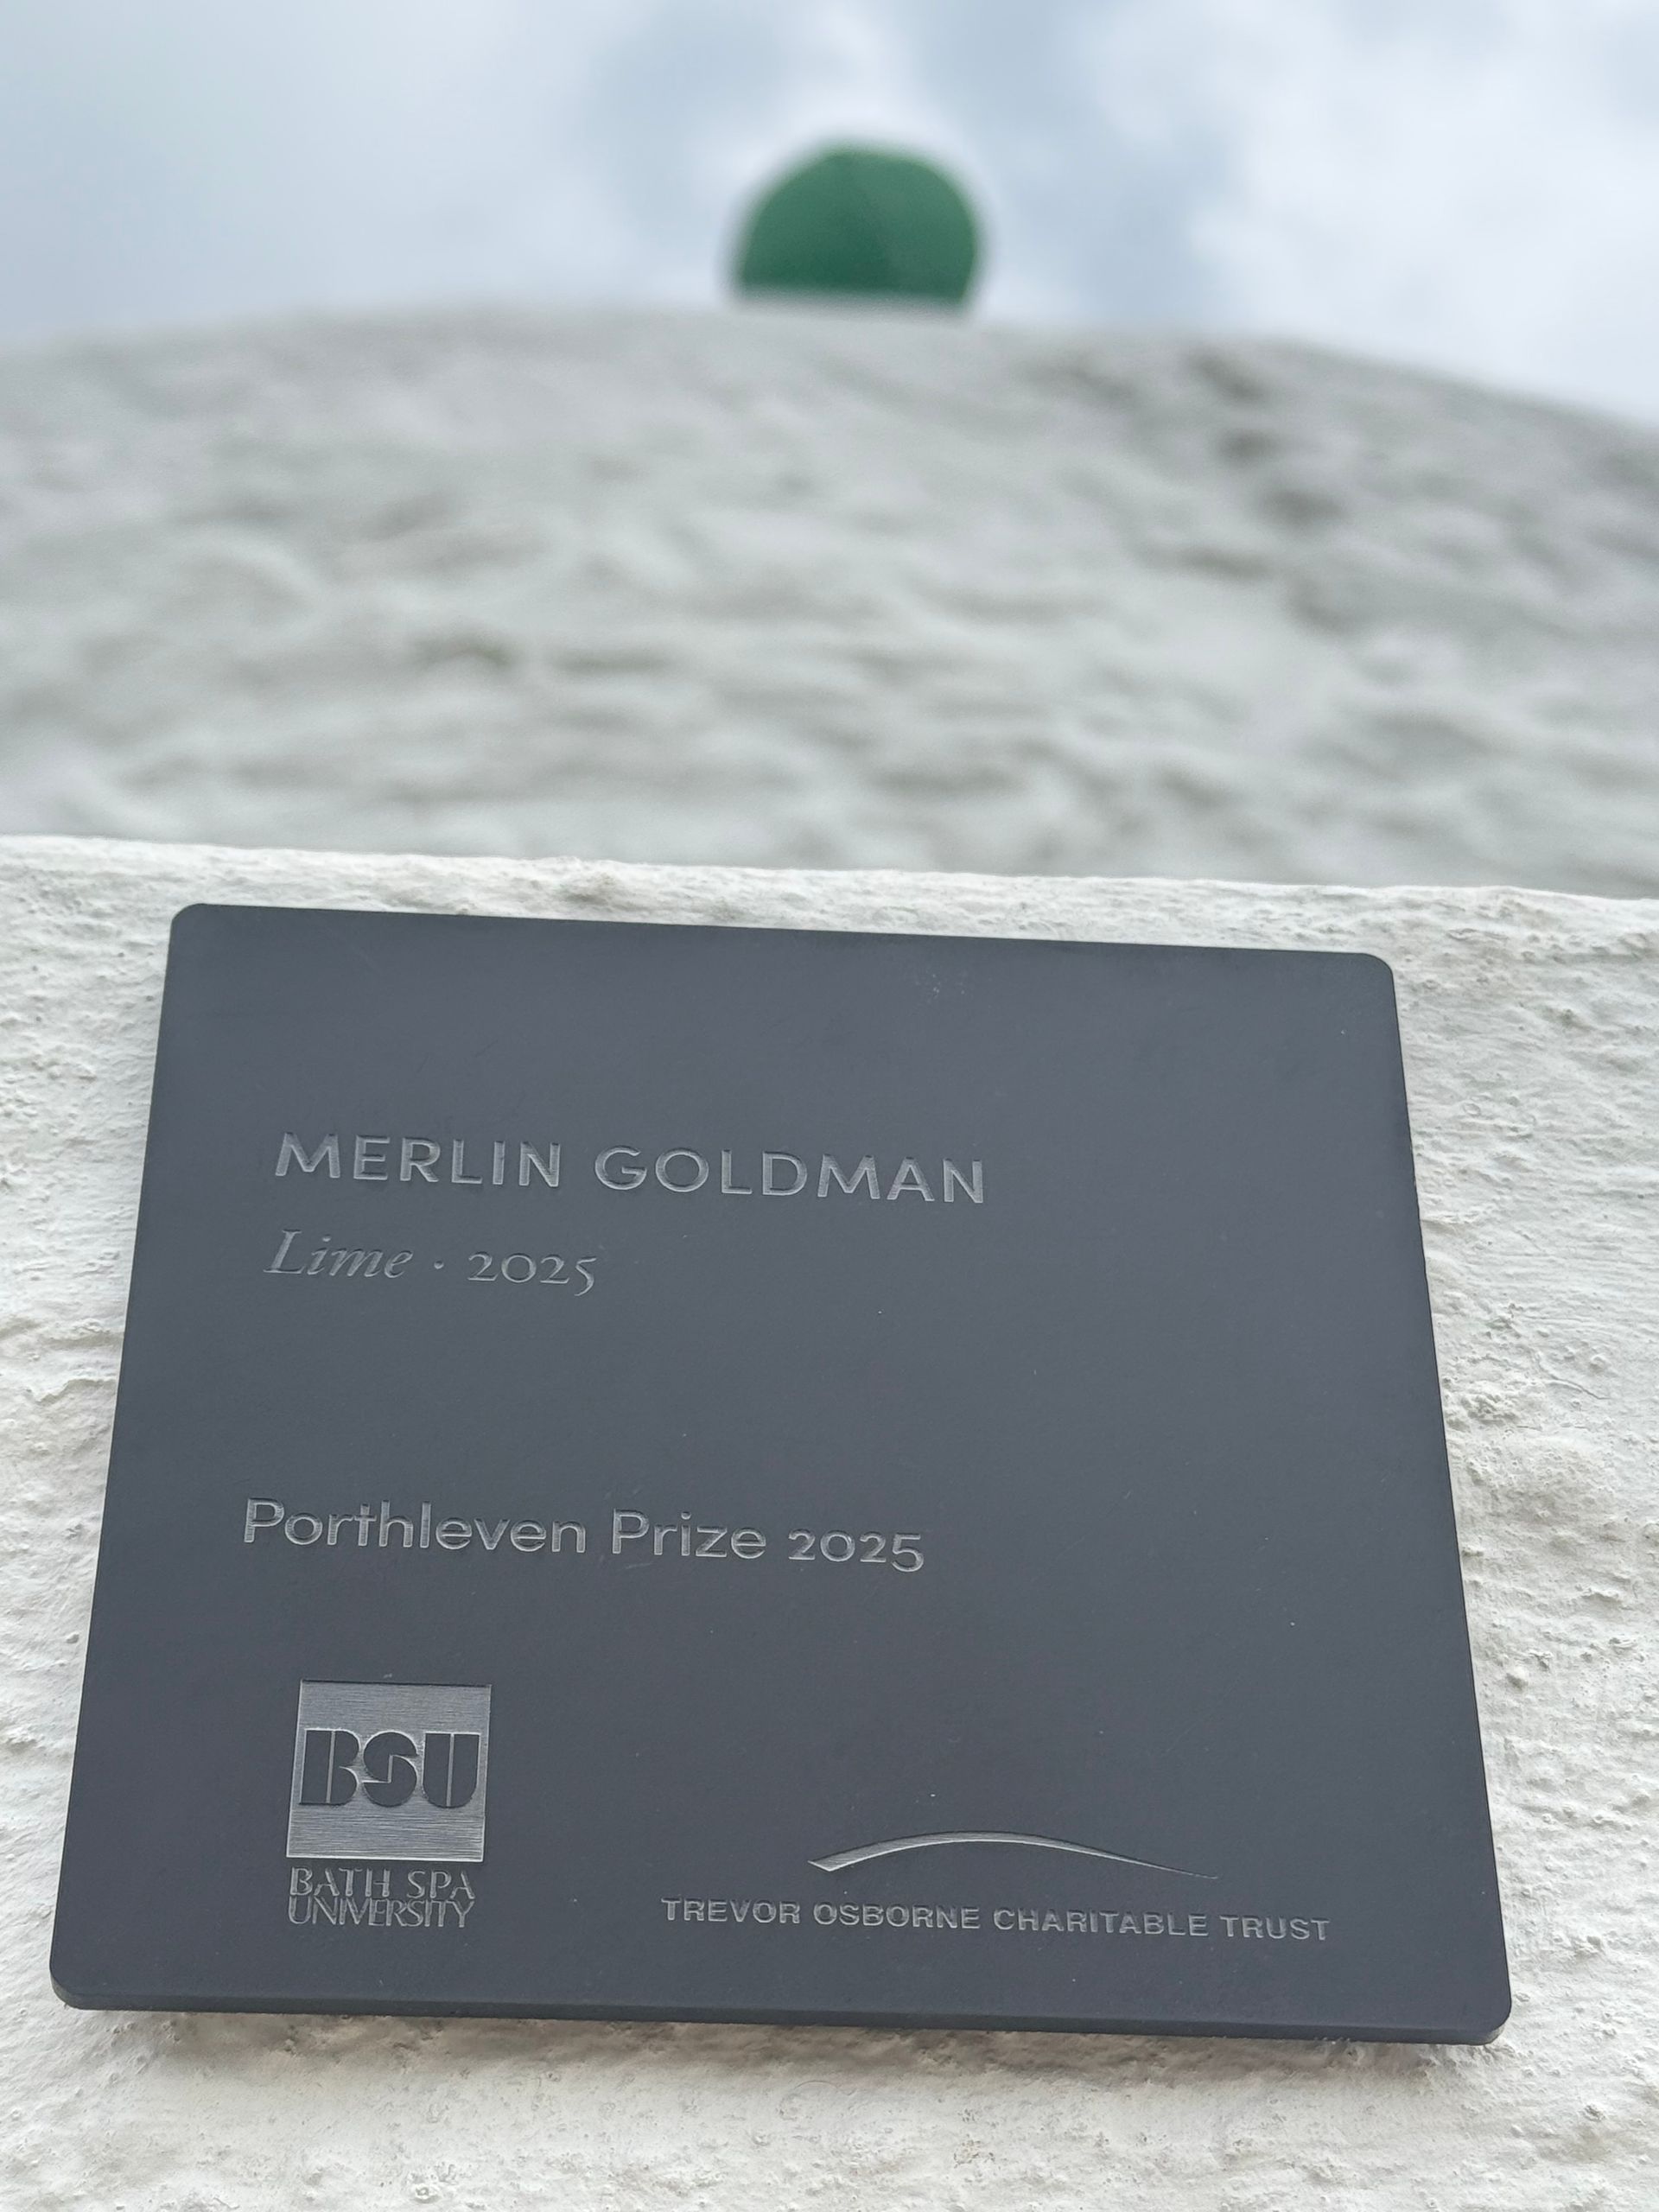 MERLIN GOLDMAN
Lime · 2025
Porthleven Prize 2025
BSU
BATH SPA
UNIVERSITY
TREVOR OSBORNE CHARITABLE TRUST